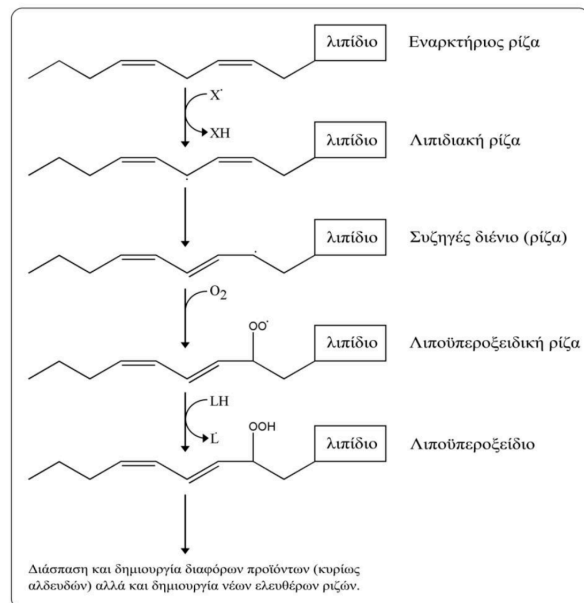 λιπίδιο Εναρκτήριος ρίζα
X·
XH
λιπίδιο Λιπιδιακή ρίζα
λιπίδιο Συζηγές διένιο (ρίζα)
O₂
OO·
λιπίδιο Λιποϋπεροξειδική ρίζα
LH
L·
OOH
λιπίδιο Λιποϋπεροξείδιο
Διάσπαση και δημιουργία διαφόρων προϊόντων (κυρίως
αλδευδών) αλλά και δημιουργία νέων ελευθέρων ριζών.